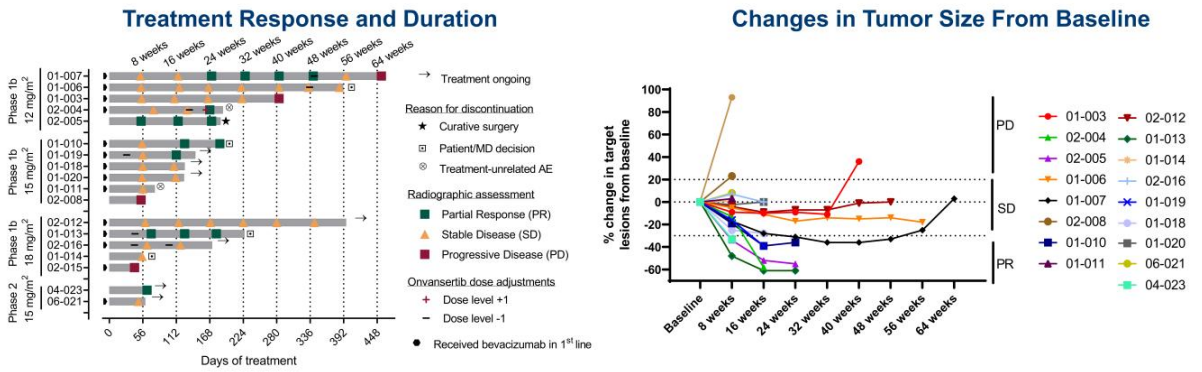 Treatment Response and Duration
8 weeks
16 weeks
24 weeks
32 weeks
40 weeks
48 weeks
56 weeks
64 weeks
Phase 1b
12 mg/m²
01-007
01-006
01-003
02-004
02-005
Phase 1b
15 mg/m²
01-010
01-019
01-018
01-020
01-011
02-008
Phase 1b
18 mg/m²
02-012
01-013
02-016
01-014
02-015
Phase 2
15 mg/m²
04-023
06-021
0
56
112
168
224
280
336
392
448
Days of treatment
Treatment ongoing
Reason for discontinuation
Curative surgery
Patient/MD decision
Treatment-unrelated AE
Radiographic assessment
Partial Response (PR)
Stable Disease (SD)
Progressive Disease (PD)
Onvansertib dose adjustments
Dose level +1
Dose level -1
Received bevacizumab in 1st line
Changes in Tumor Size From Baseline
% change in target
lesions from baseline
100
80
60
40
20
0
-20
-40
-60
Baseline
8 weeks
16 weeks
24 weeks
32 weeks
40 weeks
48 weeks
56 weeks
64 weeks
PD
SD
PR
01-003
02-004
02-005
01-006
01-007
02-008
01-010
01-011
02-012
01-013
01-014
02-016
01-019
01-018
01-020
06-021
04-023